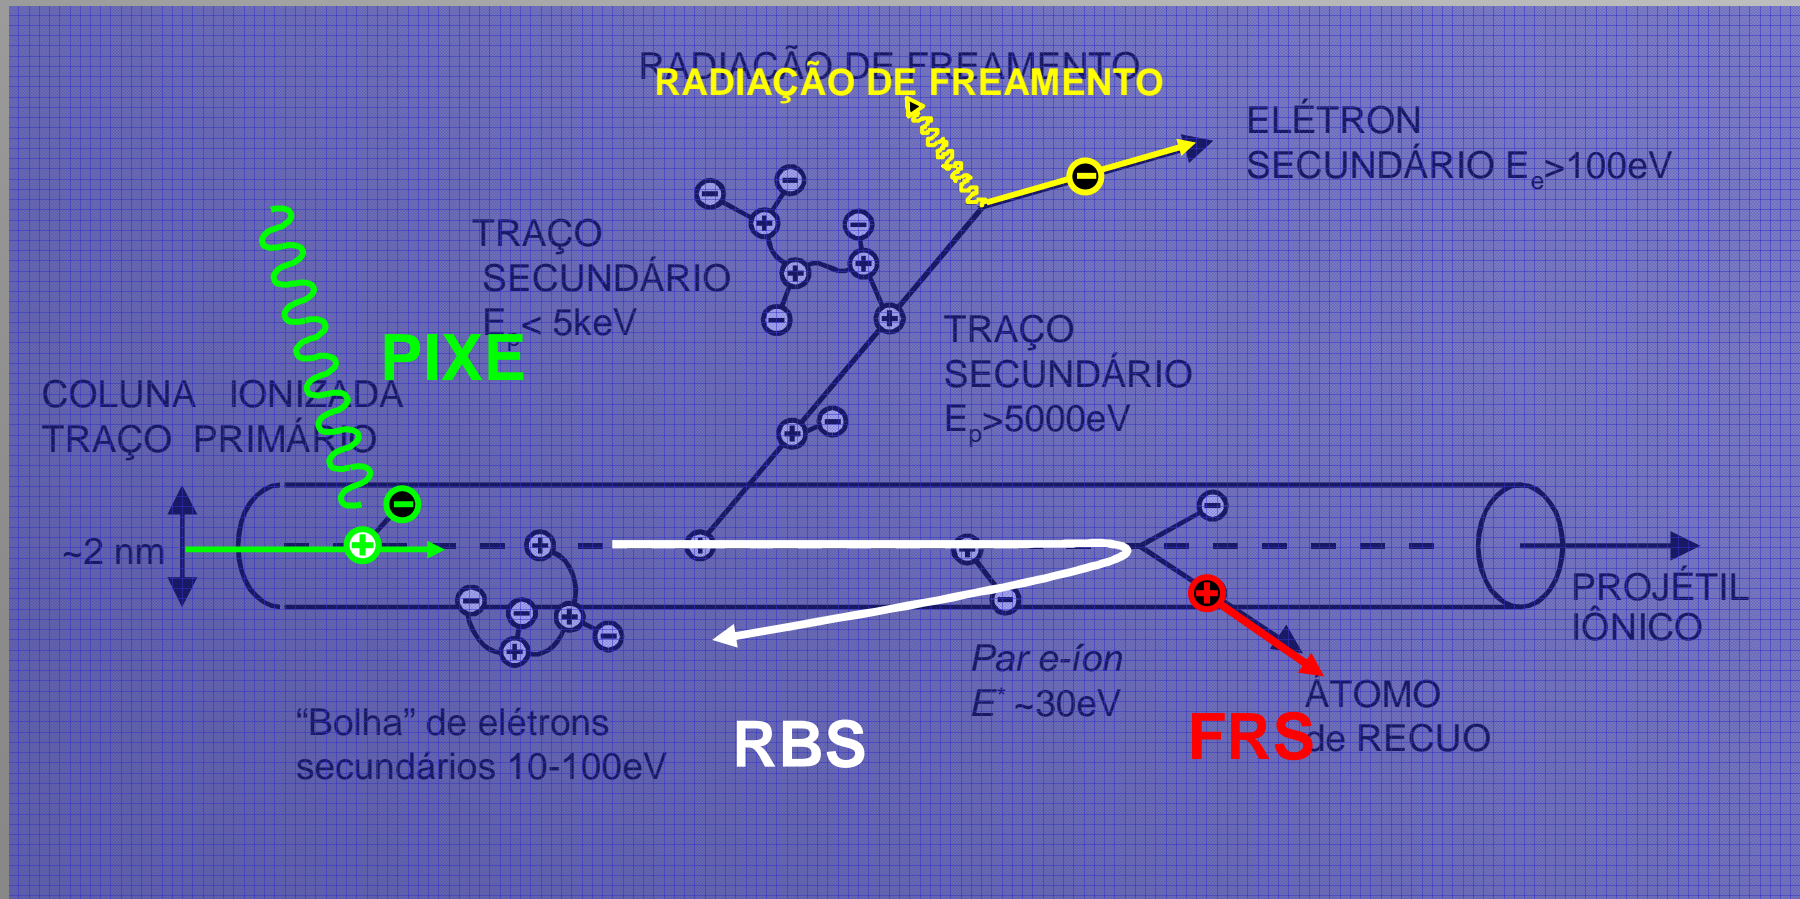 RADIAÇÃO DE FREAMENTO
RADIAÇÃO DE FREAMENTO
ELÉTRON
SECUNDÁRIO Ee>100eV
TRAÇO
SECUNDÁRIO
Ep< 5keV
PIXE
TRAÇO
SECUNDÁRIO
Ep>5000eV
COLUNA IONIZADA
TRAÇO PRIMÁRIO
~2 nm
PROJÉTIL
IÔNICO
Par e-íon
E* ~30eV
ÁTOMO
de RECUO
“Bolha” de elétrons
secundários 10-100eV
RBS
FRS